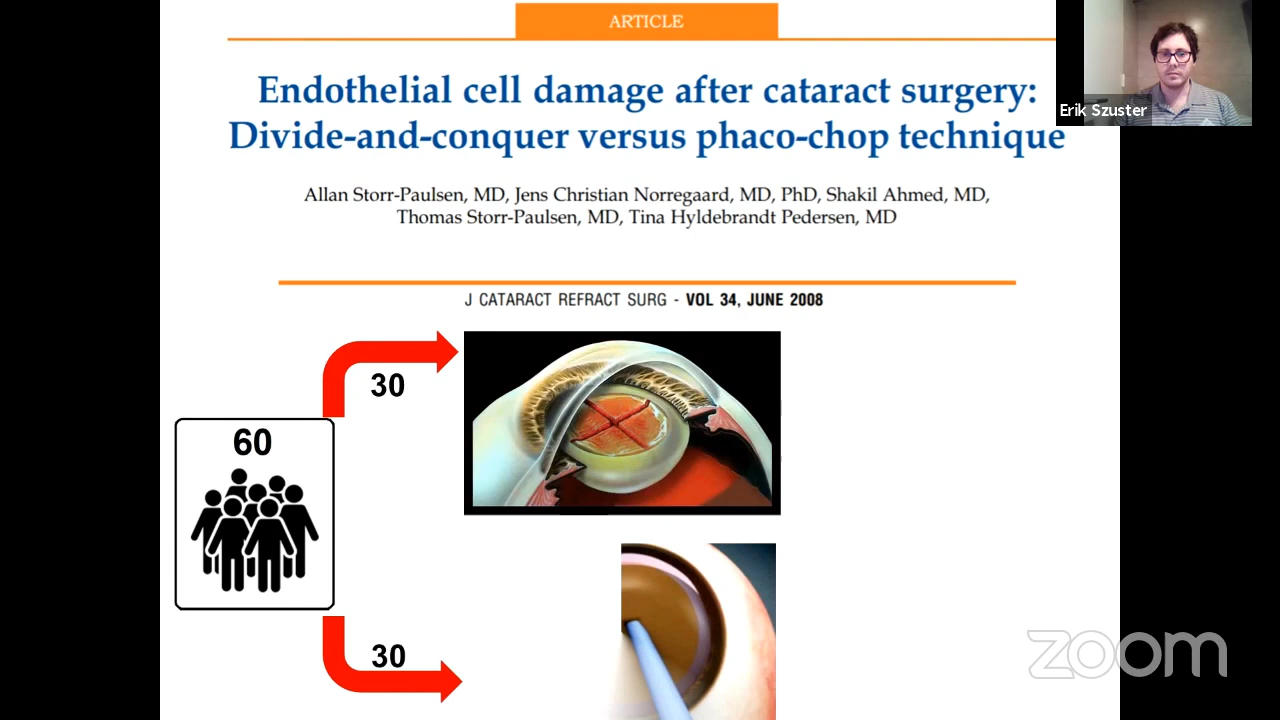 ARTICLE
Endothelial cell damage after cataract surgery:
Divide-and-conquer versus phaco-chop technique
Erik Szuster
Allan Storr-Paulsen, MD, Jens Christian Norregaard, MD, PhD, Shakil Ahmed, MD,
Thomas Storr-Paulsen, MD, Tina Hyldebrandt Pedersen, MD
J CATARACT REFRACT SURG - VOL 34, JUNE 2008
30
60
30
zoom